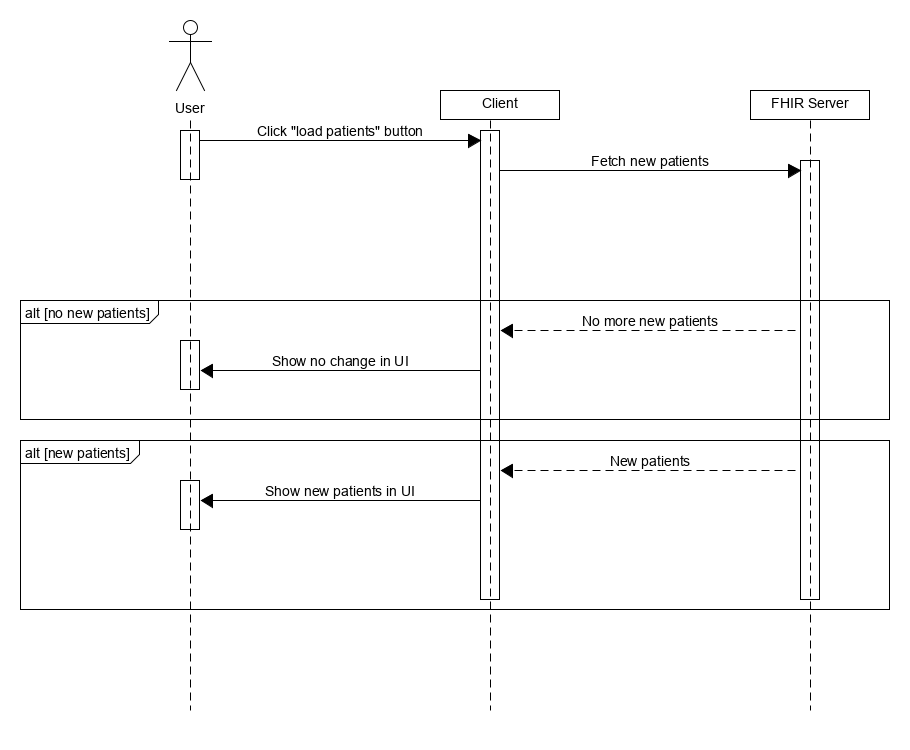 User
Client
FHIR Server
Click "load patients" button
Fetch new patients
alt [no new patients]
No more new patients
Show no change in UI
alt [new patients]
New patients
Show new patients in UI